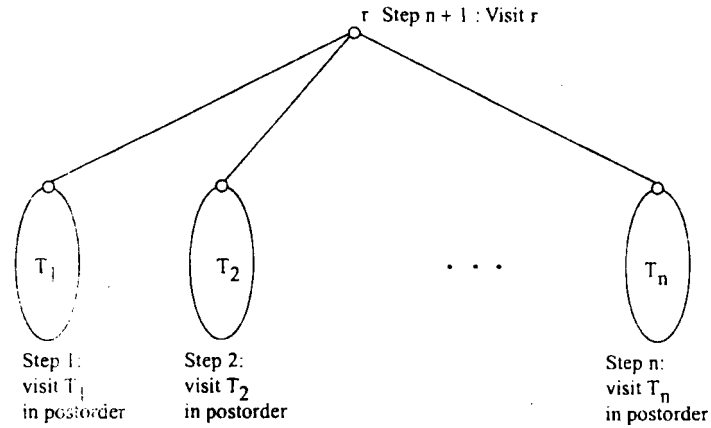 r Step n + 1 : Visit r
T1
T2
. . .
Tn
Step 1:
visit T1
in postorder
Step 2:
visit T2
in postorder
Step n:
visit Tn
in postorder